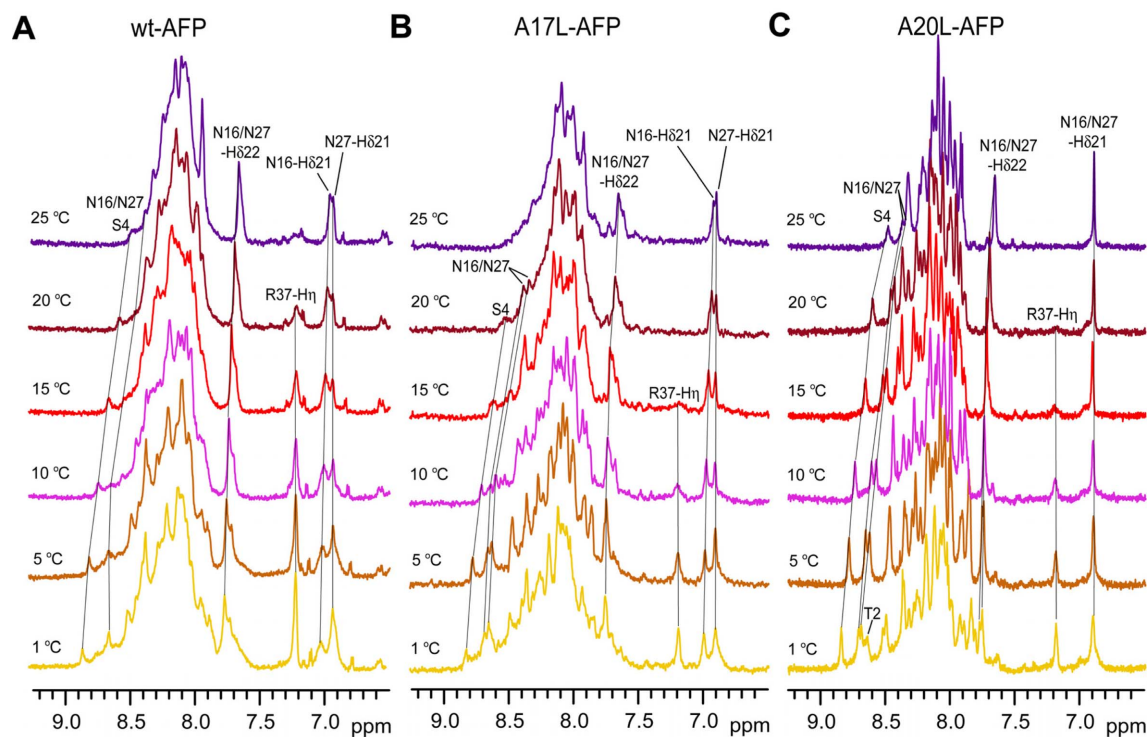 A
wt-AFP
B
A17L-AFP
C
A20L-AFP
N16/N27
-Hδ22
N16-Hδ21
N27-Hδ21
N16/N27
S4
25 ºC
20 ºC
R37-Hη
15 ºC
10 ºC
5 ºC
1 ºC
9.0
8.5
8.0
7.5
7.0
ppm
N16-Hδ21
N27-Hδ21
N16/N27
-Hδ22
25 ºC
N16/N27
20 ºC
S4
15 ºC
R37-Hη
10 ºC
5 ºC
1 ºC
9.0
8.5
8.0
7.5
7.0
ppm
N16/N27
-Hδ22
N16/N27
-Hδ21
N16/N27
S4
25 ºC
20 ºC
R37-Hη
15 ºC
10 ºC
5 ºC
T2
1 ºC
9.0
8.5
8.0
7.5
7.0
ppm